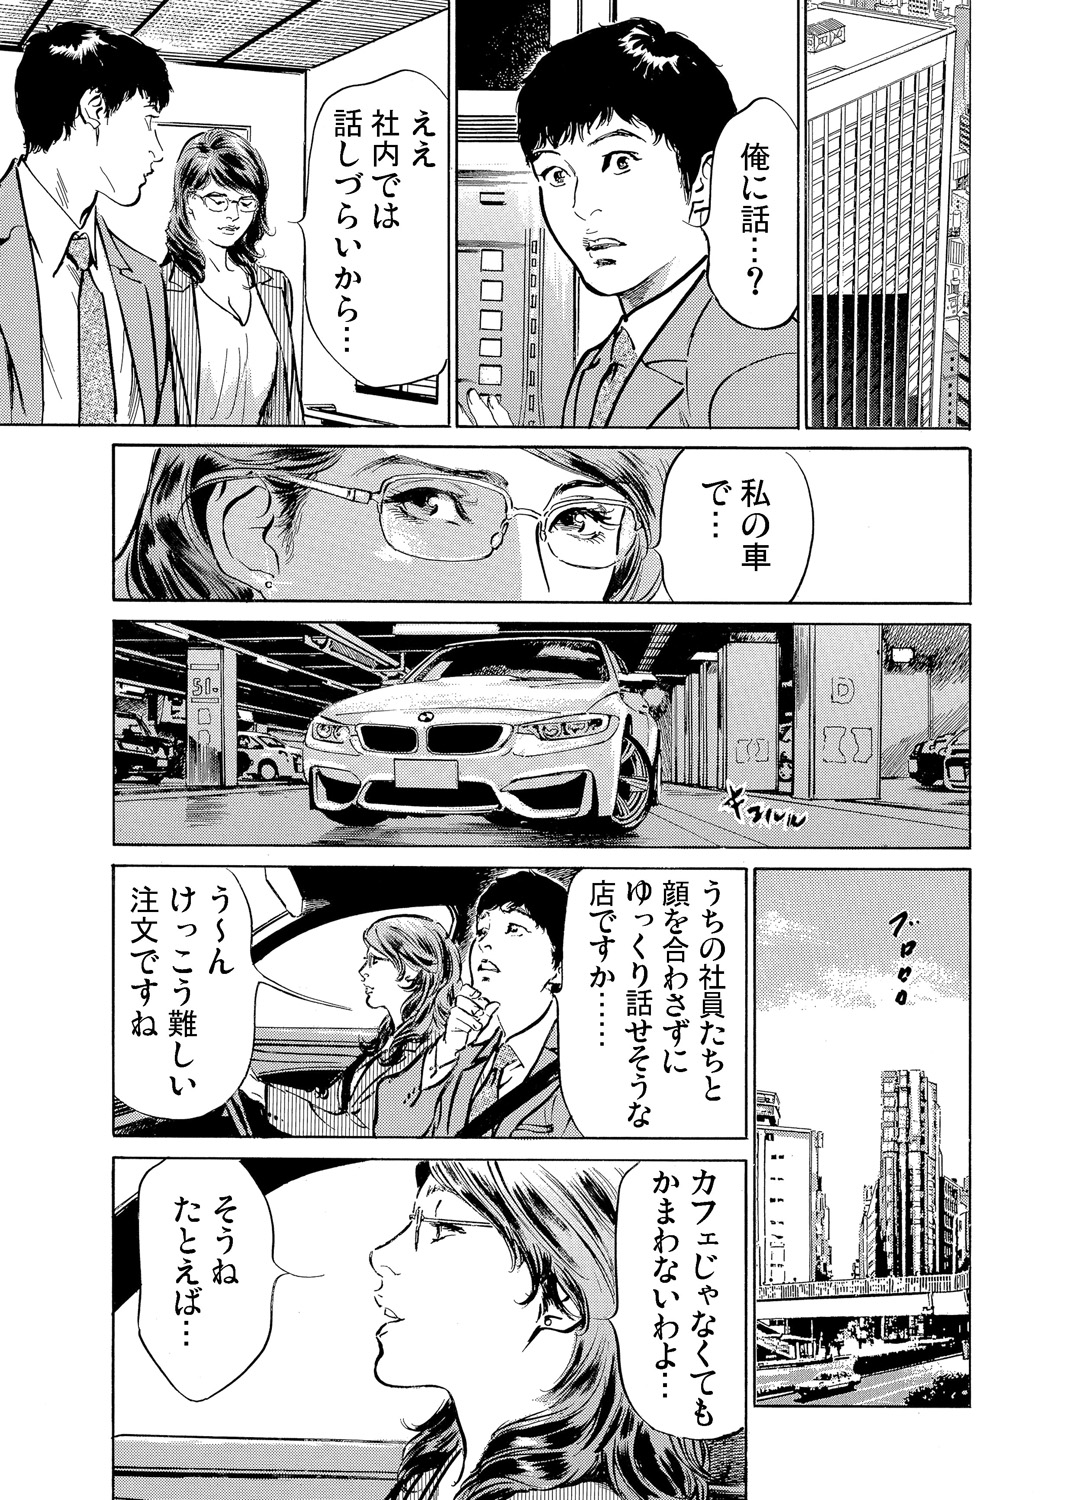 俺に話…？
ええ
社内では
話しづらいから…
私の車
で…
51.
D
キュルル
ブロロロ
うちの社員たちと
顔を合わさずに
ゆっくり話せそうな
店ですか……
う～ん
けっこう難しい
注文ですね
カフェじゃなくても
かまわないわよ…
そうね
たとえば…